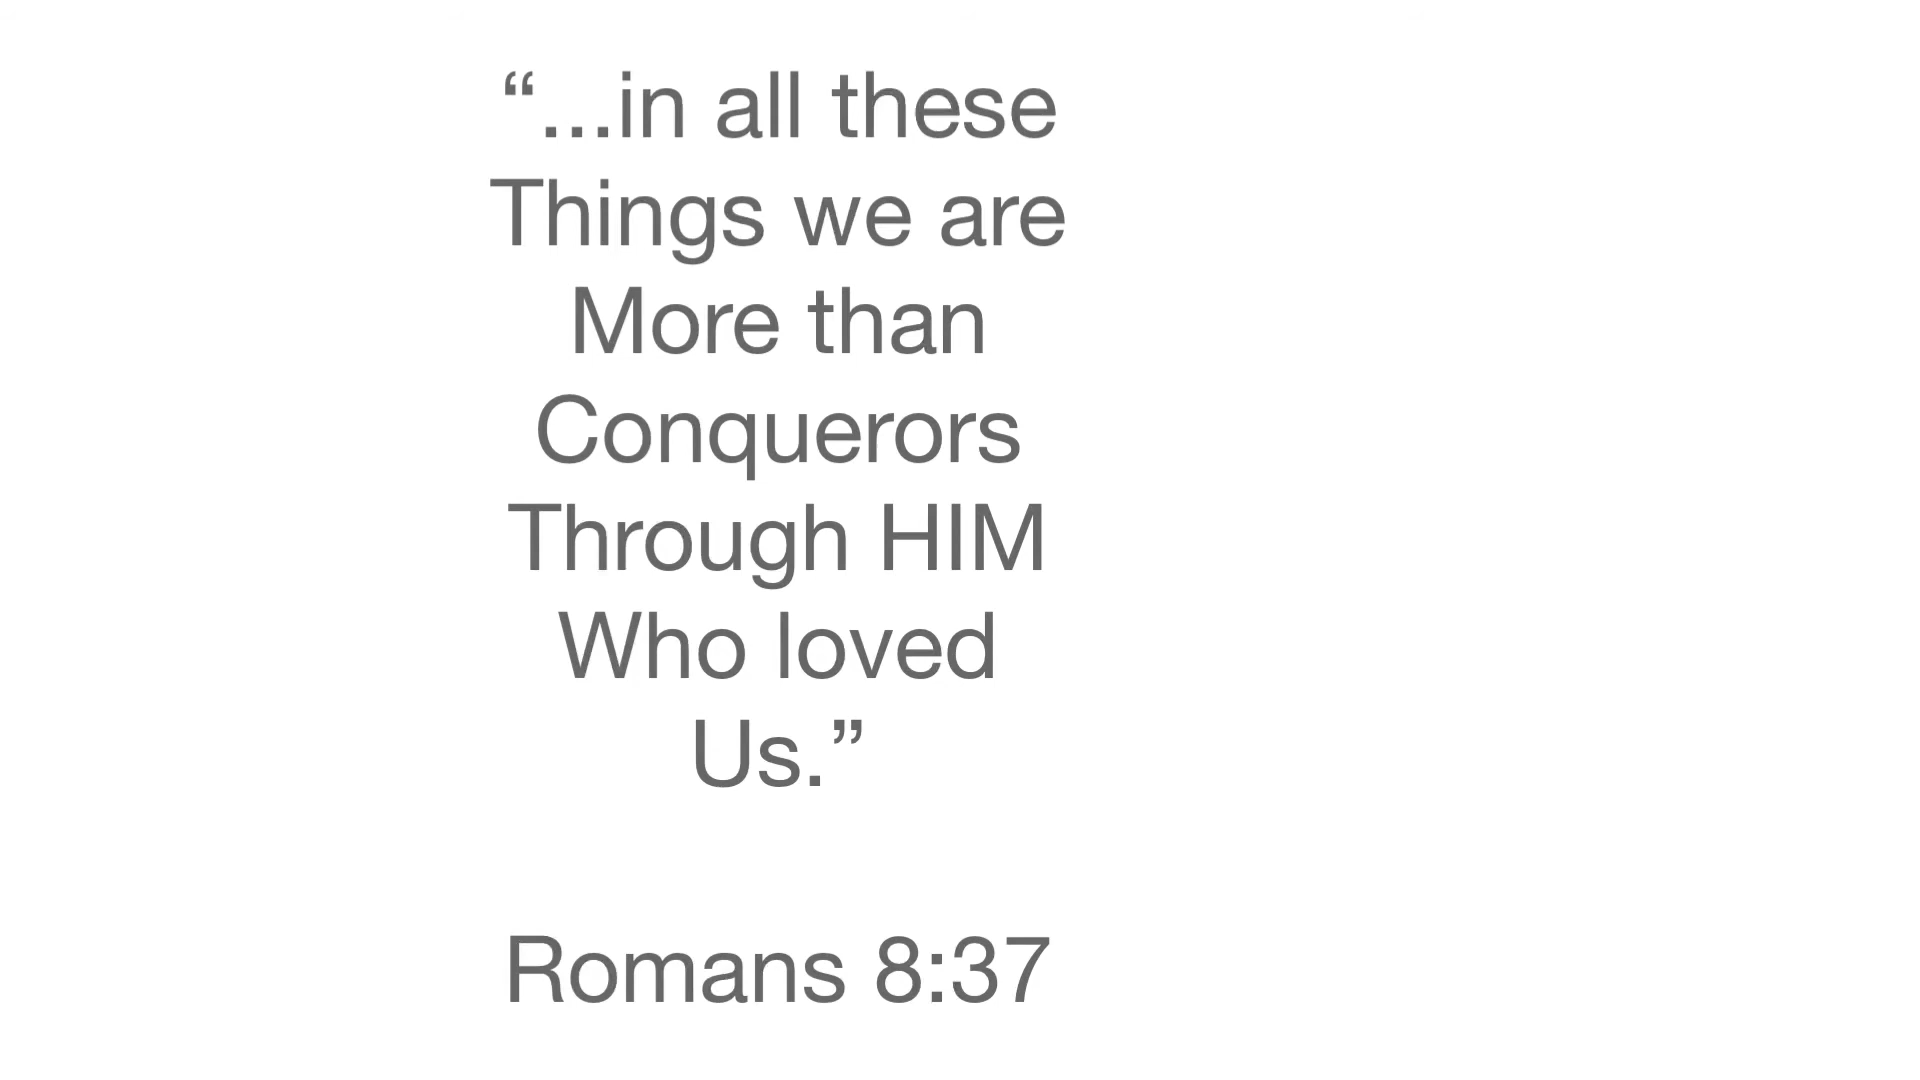 “...in all these
Things we are
More than
Conquerors
Through HIM
Who loved
Us.”
Romans 8:37